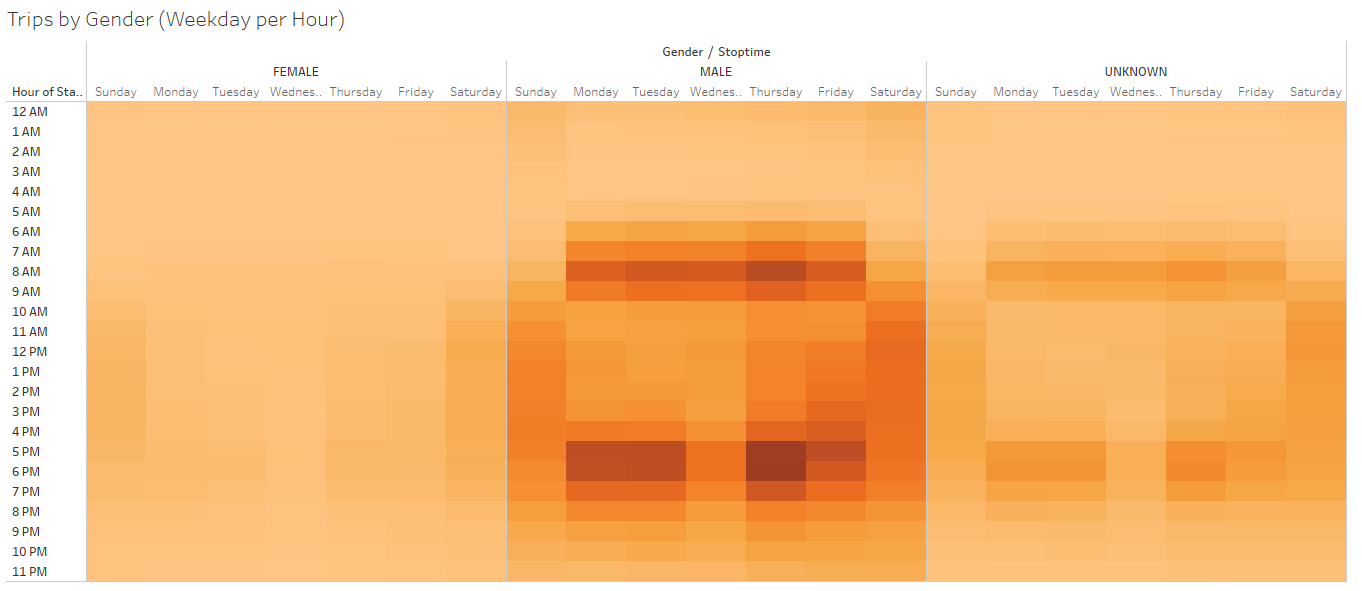 Trips by Gender (Weekday per Hour)
Gender / Stoptime
FEMALE MALE UNKNOWN
Hour of Sta.. Sunday Monday Tuesday Wednes.. Thursday Friday Saturday Sunday Monday Tuesday Wednes.. Thursday Friday Saturday Sunday Monday Tuesday Wednes.. Thursday Friday Saturday
12 AM
1 AM
2 AM
3 AM
4 AM
5 AM
6 AM
7 AM
8 AM
9 AM
10 AM
11 AM
12 PM
1 PM
2 PM
3 PM
4 PM
5 PM
6 PM
7 PM
8 PM
9 PM
10 PM
11 PM